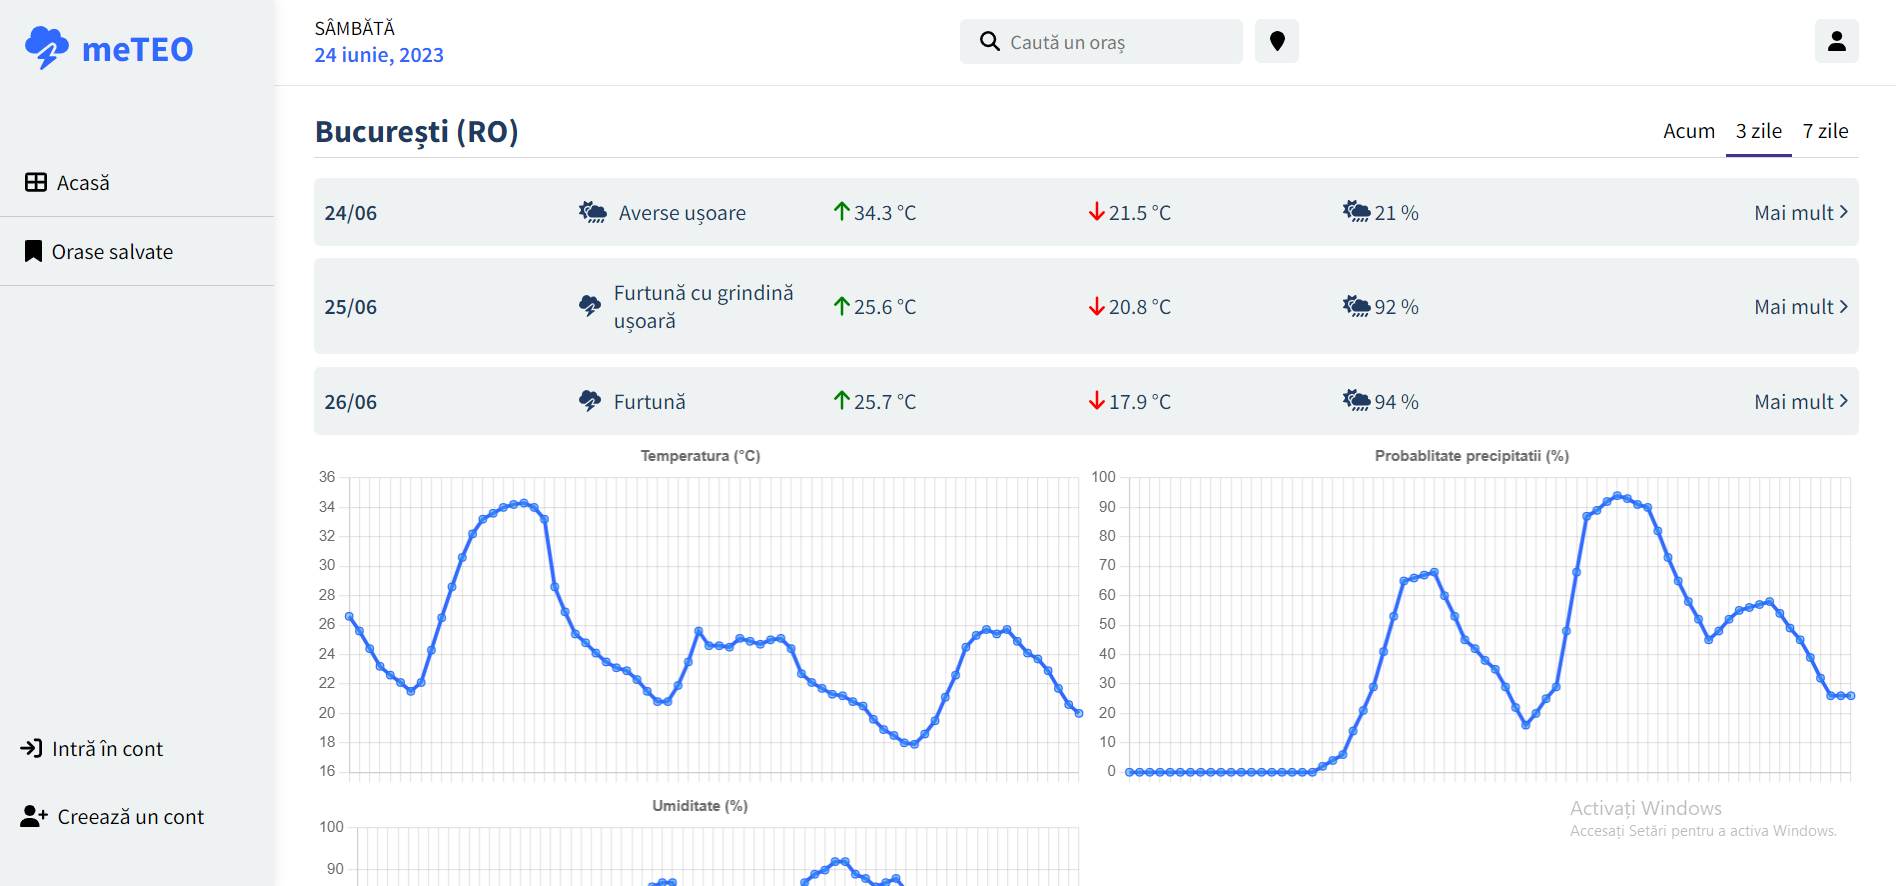 meTEO
SÂMBĂTĂ
24 iunie, 2023
Caută un oraș
Acasă
Orase salvate
Intră în cont
Creează un cont
București (RO)
Acum 3 zile 7 zile
24/06 Averse ușoare 34.3 °C 21.5 °C 21 % Mai mult
25/06 Furtună cu grindină
ușoară 25.6 °C 20.8 °C 92 % Mai mult
26/06 Furtună 25.7 °C 17.9 °C 94 % Mai mult
Temperatura (°C)
36
34
32
30
28
26
24
22
20
18
16
Probablitate precipitatii (%)
100
90
80
70
60
50
40
30
20
10
0
Umiditate (%)
100
90
Activați Windows
Accesați Setări pentru a activa Windows.